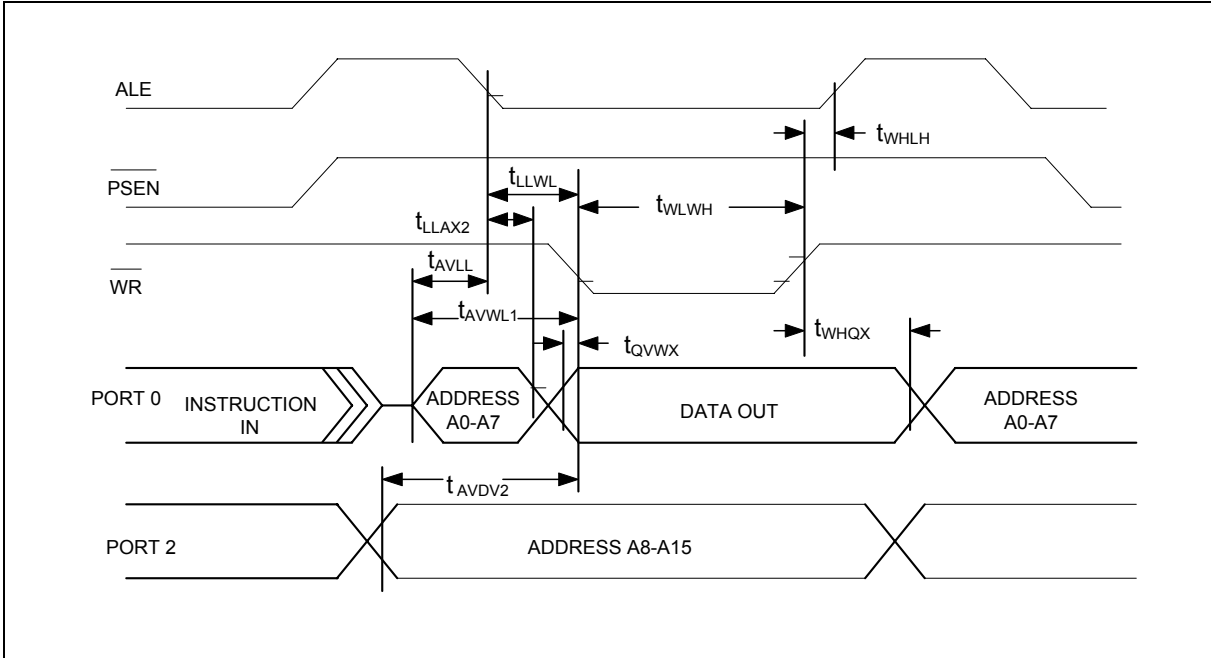 ALE
tWHLH
PSEN
tLLWL
tWLWH
tLLAX2
tAVLL
WR
tAVWL1
tWHQX
tQVWX
PORT 0
INSTRUCTION
IN
ADDRESS
A0-A7
DATA OUT
ADDRESS
A0-A7
tAVDV2
PORT 2
ADDRESS A8-A15